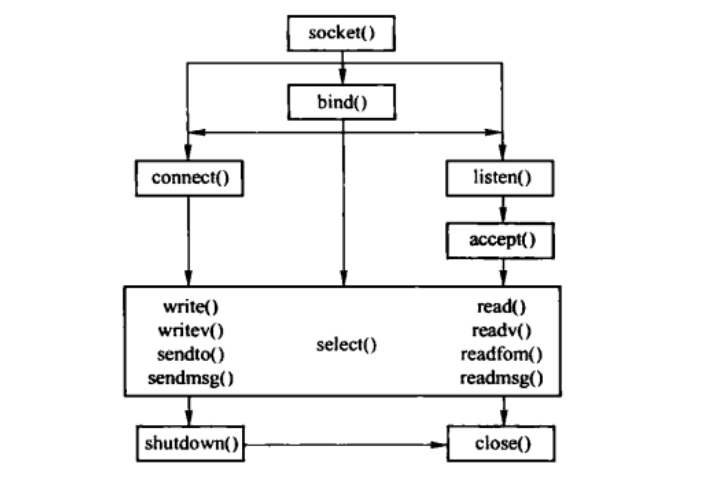 socket()
bind()
connect()
listen()
accept()
write()
writev()
sendto()
sendmsg()
select()
read()
readv()
readfom()
readmsg()
shutdown()
close()